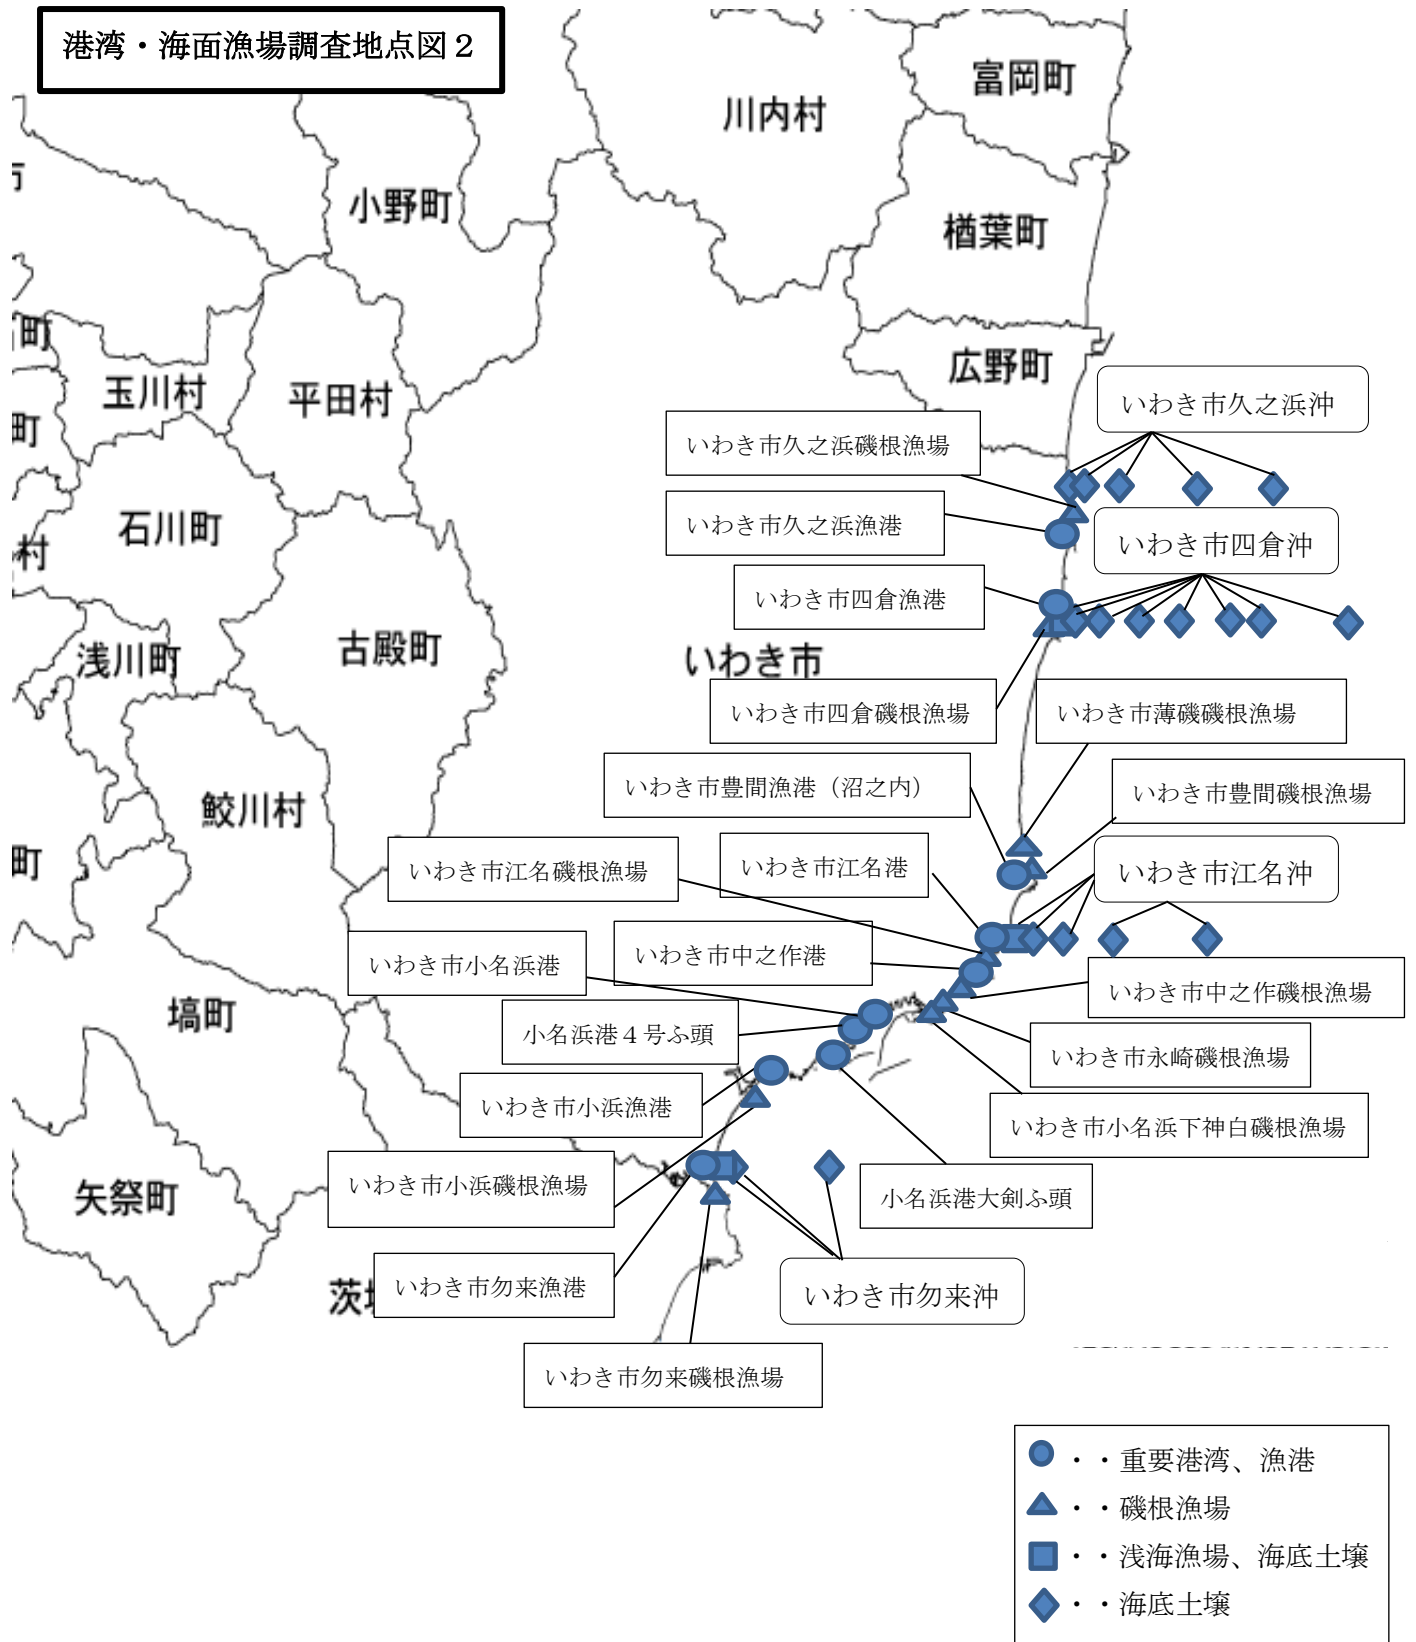 港湾・海面漁場調査地点図２
富岡町
川内村
小野町
楢葉町
町
広野町
玉川村
平田村
いわき市久之浜沖
町
いわき市久之浜磯根漁場
石川町
いわき市久之浜漁港
村
いわき市四倉沖
いわき市四倉漁港
古殿町
浅川町
いわき市
いわき市四倉磯根漁場
いわき市薄磯磯根漁場
いわき市豊間漁港（沼之内）
いわき市豊間磯根漁場
鮫川村
町
いわき市江名磯根漁場
いわき市江名港
いわき市江名沖
いわき市小名浜港
いわき市中之作港
いわき市中之作磯根漁場
塙町
小名浜港４号ふ頭
いわき市永崎磯根漁場
いわき市小浜漁港
いわき市小名浜下神白磯根漁場
いわき市小浜磯根漁場
矢祭町
小名浜港大剣ふ頭
いわき市勿来漁港
茨
いわき市勿来沖
いわき市勿来磯根漁場
・・重要港湾、漁港
・・磯根漁場
・・浅海漁場、海底土壌
・・海底土壌